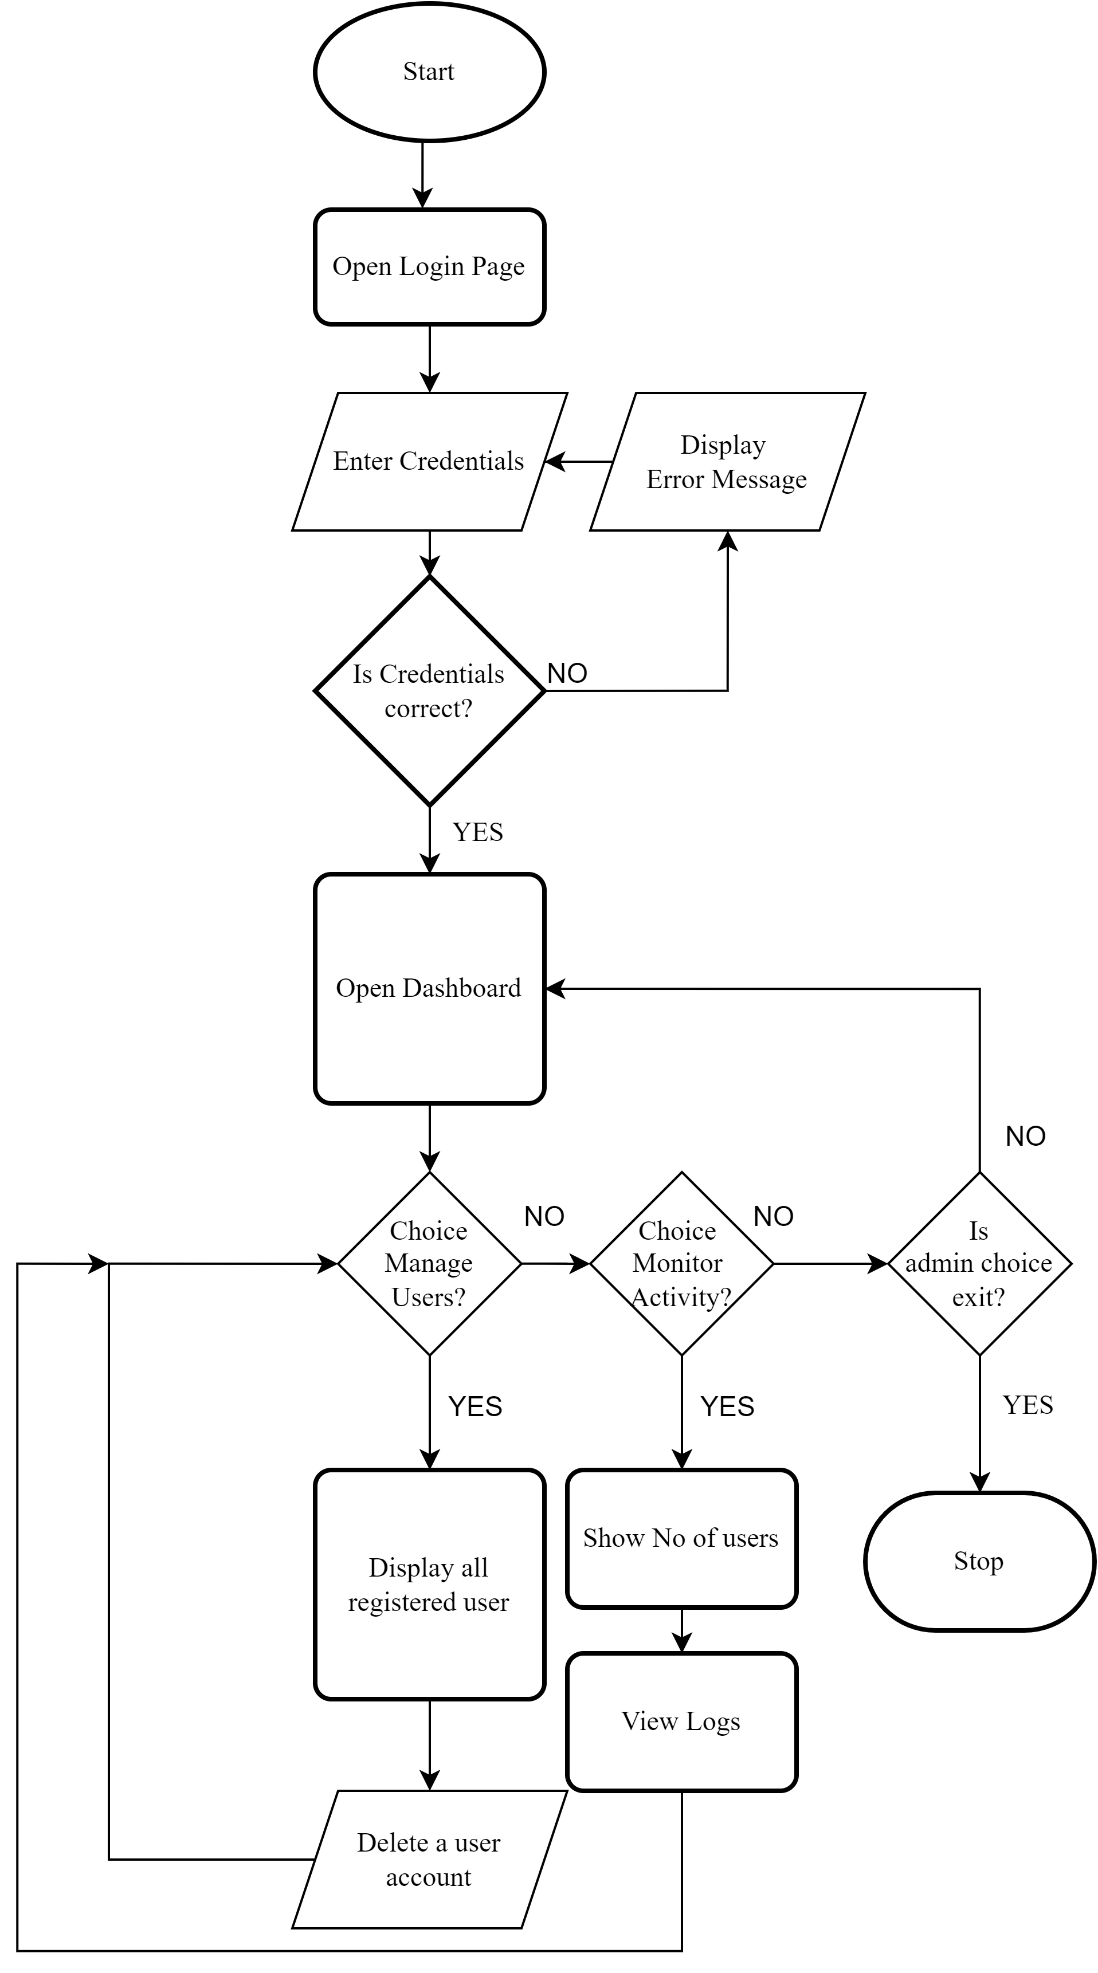 Start
Open Login Page
Enter Credentials
Display
Error Message
Is Credentials
correct?
NO
YES
Open Dashboard
NO
Choice
Manage
Users?
NO
Choice
Monitor
Activity?
NO
Is
admin choice
exit?
YES
YES
YES
Display all
registered user
Show No of users
Stop
View Logs
Delete a user
account